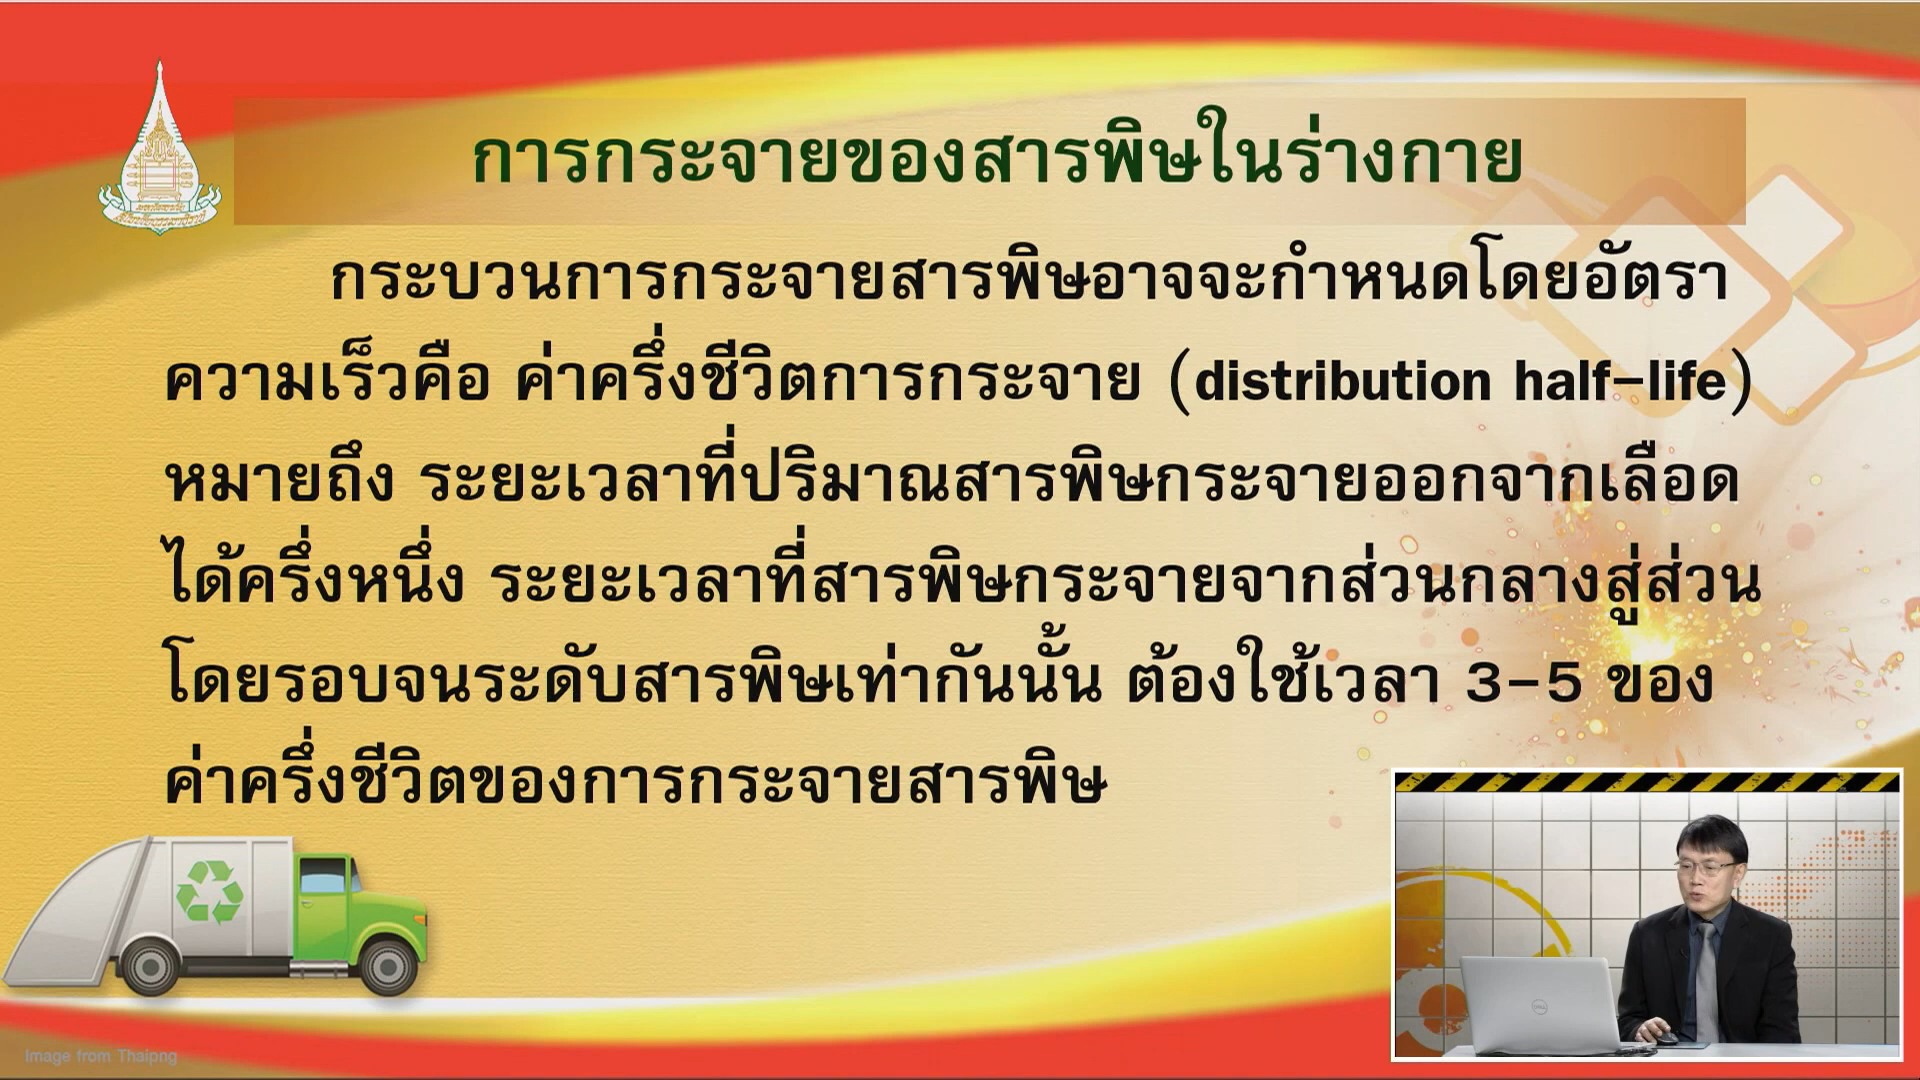 การกระจายของสารพิษในร่างกาย
กระบวนการกระจายสารพิษอาจจะกำหนดโดยอัตรา
ความเร็วคือ ค่าครึ่งชีวิตการกระจาย (distribution half-life)
หมายถึง ระยะเวลาที่ปริมาณสารพิษกระจายออกจากเลือด
ได้ครึ่งหนึ่ง ระยะเวลาที่สารพิษกระจายจากส่วนกลางสู่ส่วน
โดยรอบจนระดับสารพิษเท่ากันนั้น ต้องใช้เวลา 3-5 ของ
ค่าครึ่งชีวิตของการกระจายสารพิษ
Image from Thaipng